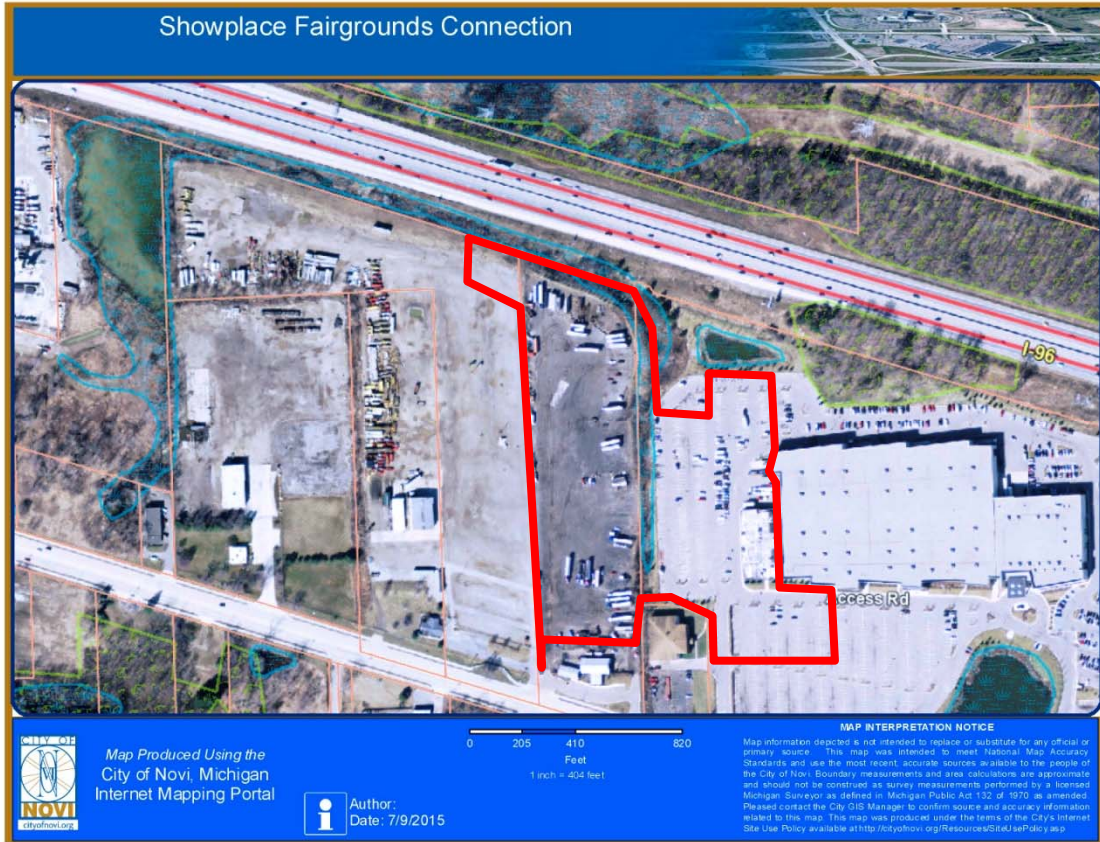 Showplace Fairgrounds Connection
I-96
Access Rd
CITY OF
NOVI
cityofnovi.org
Map Produced Using the
City of Novi, Michigan
Internet Mapping Portal
i
Author:
Date: 7/9/2015
0 205 410 820
Feet
1 inch = 404 feet
MAP INTERPRETATION NOTICE
Map information depicted is not intended to replace or substitute for any official or
primary source. This map was intended to meet National Map Accuracy
Standards and use the most recent, accurate sources available to the people of
the City of Novi. Boundary measurements and area calculations are approximate
and should not be construed as survey measurements performed by a licensed
Michigan Surveyor as defined in Michigan Public Act 132 of 1970 as amended.
Pleased contact the City GIS Manager to confirm source and accuracy information
related to this map. This map was produced under the terms of the City's Internet
Site Use Policy available at http://cityofnovi.org/Resources/SiteUsePolicy.asp